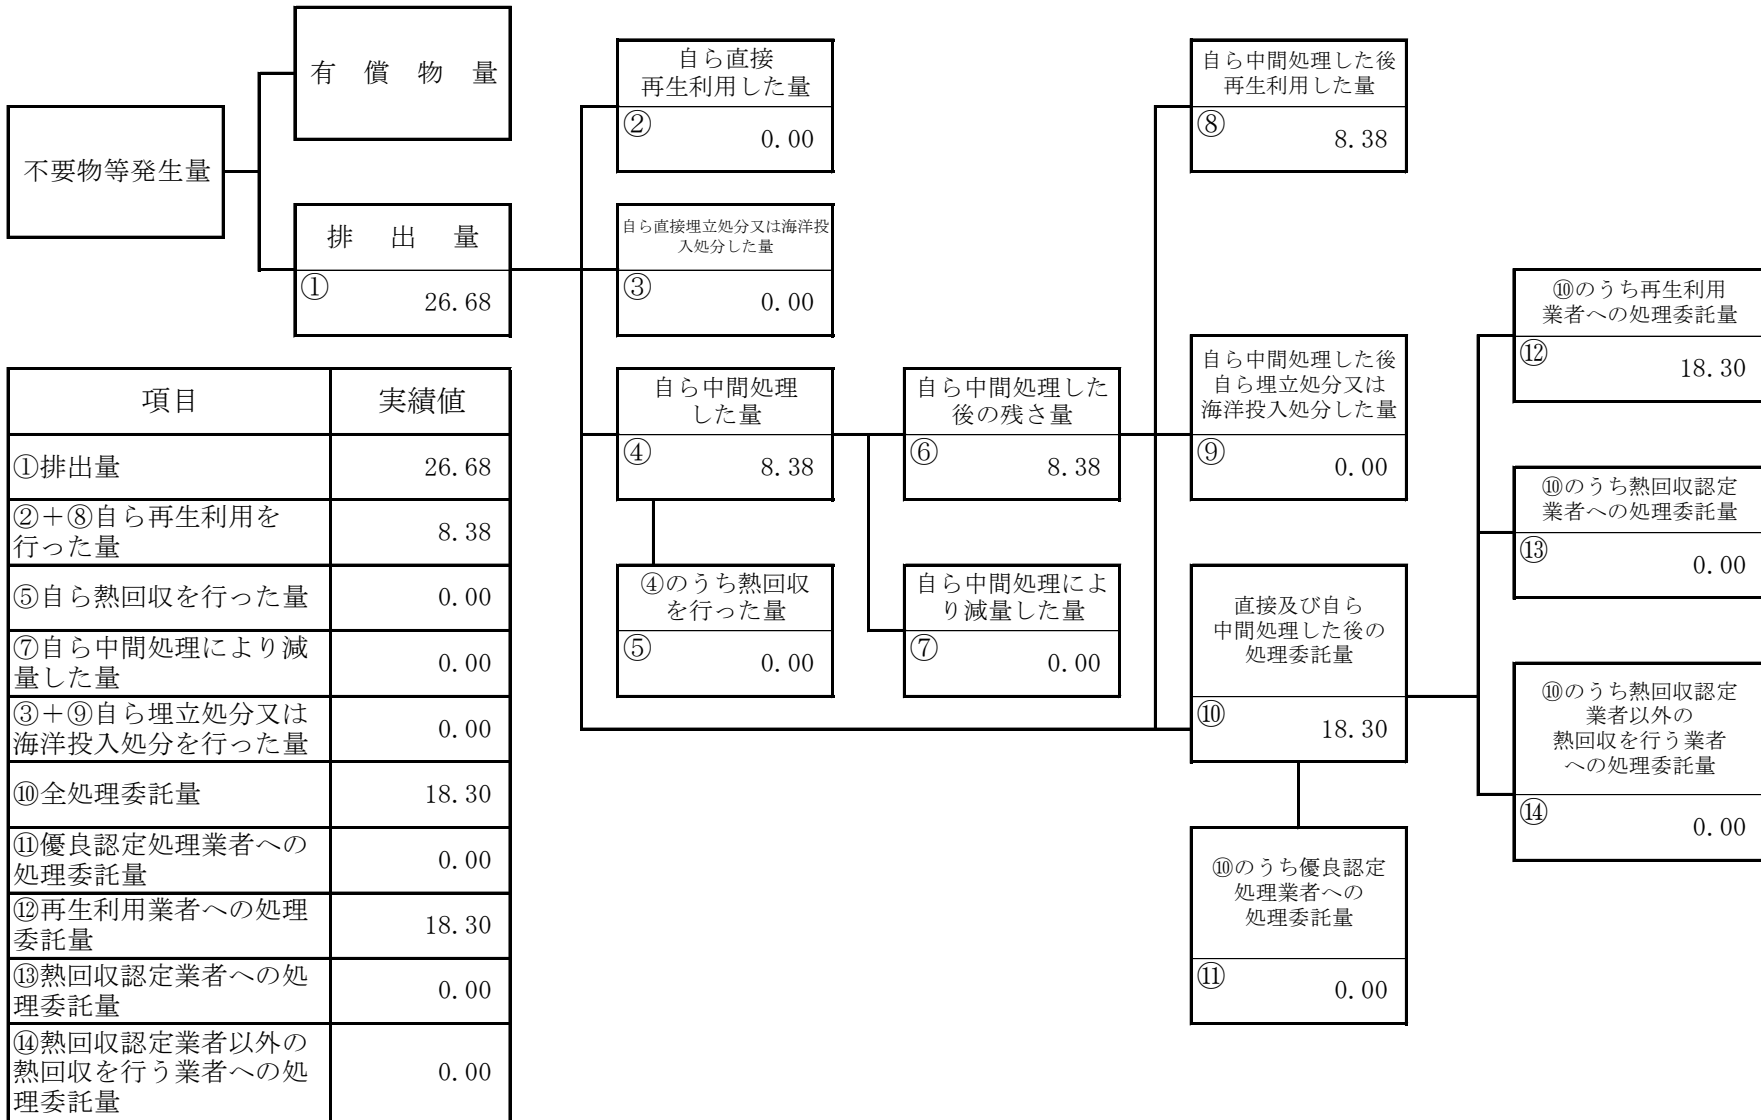 不要物等発生量
有償物量
排出量
①
26.68
自ら直接
再生利用した量
②
0.00
自ら直接埋立処分又は海洋投
入処分した量
③
0.00
自ら中間処理
した量
④
8.38
④のうち熱回収
を行った量
⑤
0.00
自ら中間処理した
後の残さ量
⑥
8.38
自ら中間処理によ
り減量した量
⑦
0.00
自ら中間処理した後
再生利用した量
⑧
8.38
自ら中間処理した後
自ら埋立処分又は
海洋投入処分した量
⑨
0.00
直接及び自ら
中間処理した後の
処理委託量
⑩
18.30
⑩のうち優良認定
処理業者への
処理委託量
⑪
0.00
⑩のうち再生利用
業者への処理委託量
⑫
18.30
⑩のうち熱回収認定
業者への処理委託量
⑬
0.00
⑩のうち熱回収認定
業者以外の
熱回収を行う業者
への処理委託量
⑭
0.00
項目 実績値
①排出量 26.68
②+⑧自ら再生利用を
行った量 8.38
⑤自ら熱回収を行った量 0.00
⑦自ら中間処理により減
量した量 0.00
③+⑨自ら埋立処分又は
海洋投入処分を行った量 0.00
⑩全処理委託量 18.30
⑪優良認定処理業者への
処理委託量 0.00
⑫再生利用業者への処理
委託量 18.30
⑬熱回収認定業者への処
理委託量 0.00
⑭熱回収認定業者以外の
熱回収を行う業者への処
理委託量 0.00